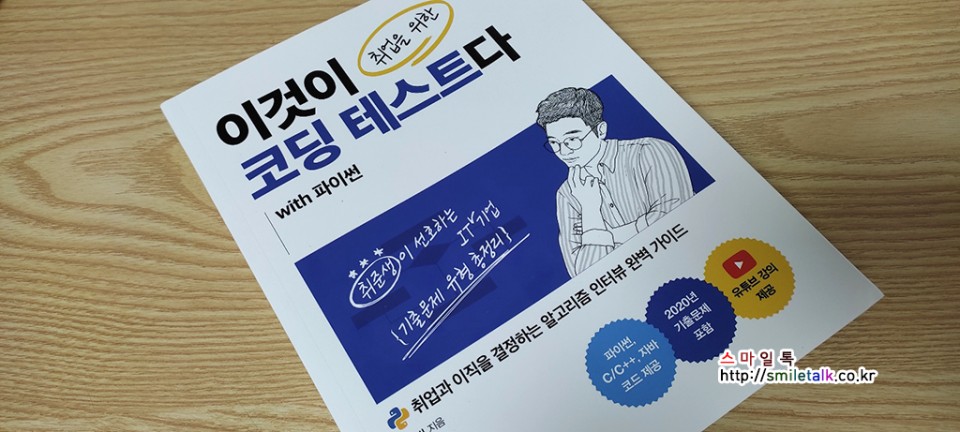 취업을 위한
이것이
코딩 테스트다
with 파이썬
취준생이 선호하는
IT기업
{기출문제 유형 총정리}
취업과 이직을 결정하는 알고리즘 인터뷰 완벽 가이드
파이썬,
C/C++, 자바
코드 제공
2020년
기출문제
포함
유튜브 강의
제공
지음
스마일톡
http://smiletalk.co.kr